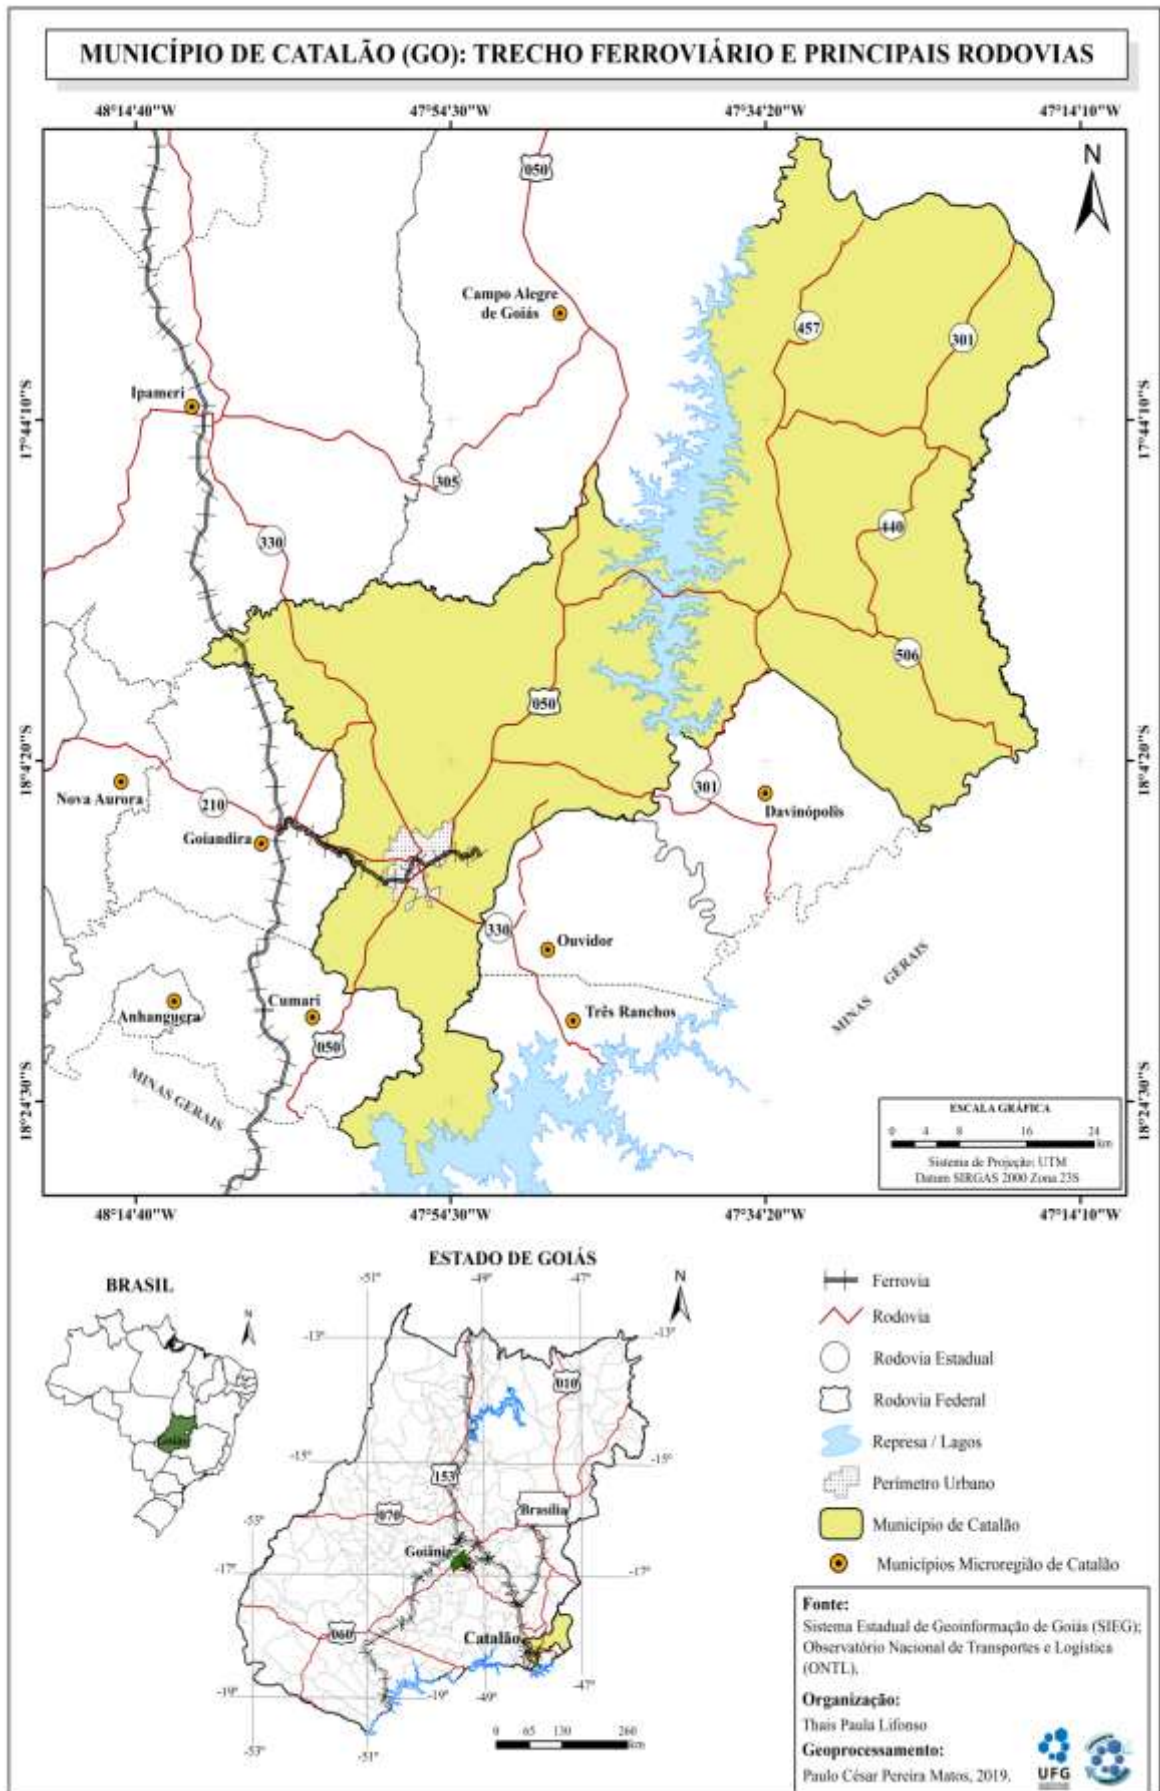 MUNICÍPIO DE CATALÃO (GO): TRECHO FERROVIÁRIO E PRINCIPAIS RODOVIAS
48°14'40"W 47°54'30"W 47°34'20"W 47°14'10"W
N
050
Campo Alegre
de Goiás
457
301
Ipameri
17°44'10"S 17°44'10"S
305
330
440
506
050
18°4'20"S 18°4'20"S
Nova Aurora
210
301
Davinópolis
Goiandira
330
Ouvidor
MINAS GERAIS
Anhanguera
Cumari
Três Ranchos
050
MINAS GERAIS
18°24'30"S 18°24'30"S
ESCALA GRÁFICA
0 4 8 16 24
km
Sistema de Projeção: UTM
Datum SIRGAS 2000 Zona 23S
48°14'40"W 47°54'30"W 47°34'20"W 47°14'10"W
BRASIL
N
Goiás
ESTADO DE GOIÁS
N
-51° -49° -47°
-13° -13°
010
-15° -15°
153
070
Brasília
-53°
Goiânia
-17° -17°
060
Catalão
-19° -19° -49° -47°
-53° -51°
0 65 130 260
km
Ferrovia
Rodovia
Rodovia Estadual
Rodovia Federal
Represa / Lagos
Perímetro Urbano
Município de Catalão
Municípios Microregião de Catalão
Fonte:
Sistema Estadual de Geoinformação de Goiás (SIEG);
Observatório Nacional de Transportes e Logística
(ONTL),
Organização:
Thais Paula Lifonso
Geoprocessamento:
Paulo César Pereira Matos, 2019.
UFG